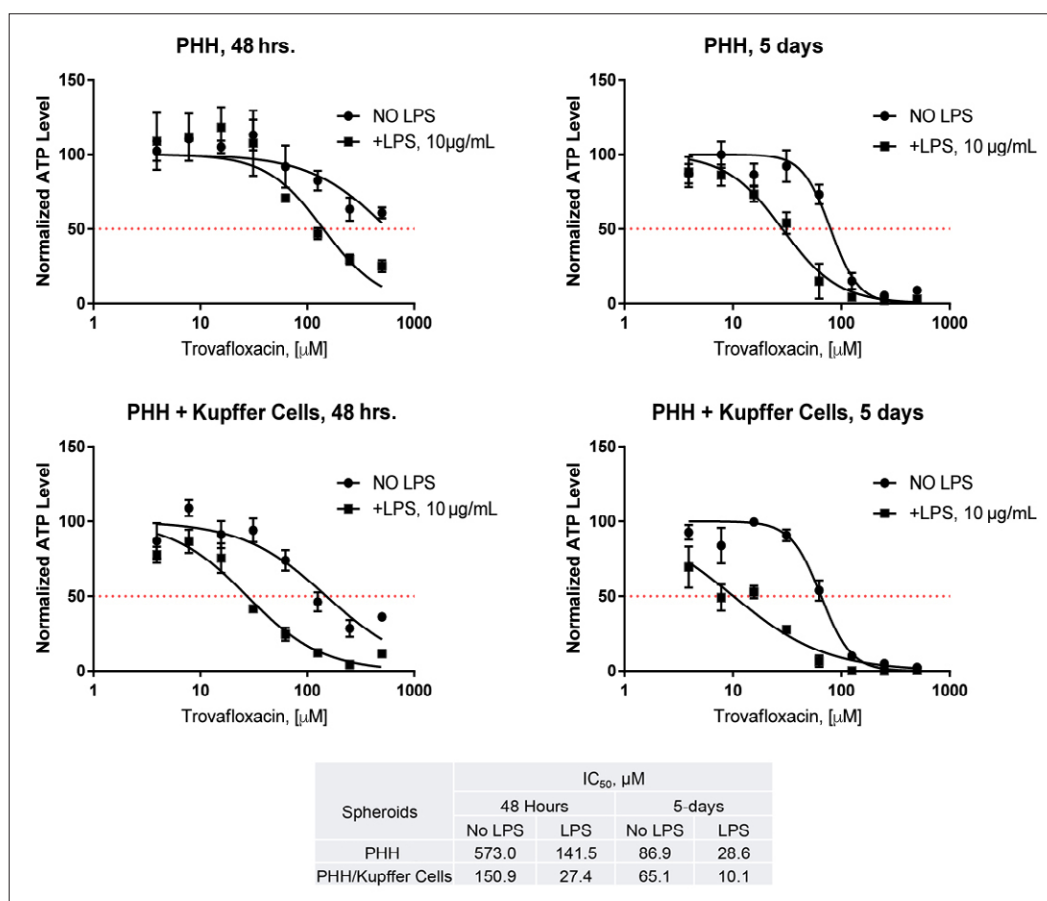 PHH, 48 hrs.
Normalized ATP Level
150
100
50
0
1
10
100
1000
Trovafloxacin, [μM]
NO LPS
+LPS, 10μg/mL
PHH, 5 days
Normalized ATP Level
150
100
50
0
1
10
100
1000
Trovafloxacin, [μM]
NO LPS
+LPS, 10 μg/mL
PHH + Kupffer Cells, 48 hrs.
Normalized ATP Level
150
100
50
0
1
10
100
1000
Trovafloxacin, [μM]
NO LPS
+LPS, 10 μg/mL
PHH + Kupffer Cells, 5 days
Normalized ATP Level
150
100
50
0
1
10
100
1000
Trovafloxacin, [μM]
NO LPS
+LPS, 10 μg/mL
Spheroids
IC₅₀, μM
48 Hours 5-days
No LPS LPS No LPS LPS
PHH 573.0 141.5 86.9 28.6
PHH/Kupffer Cells 150.9 27.4 65.1 10.1